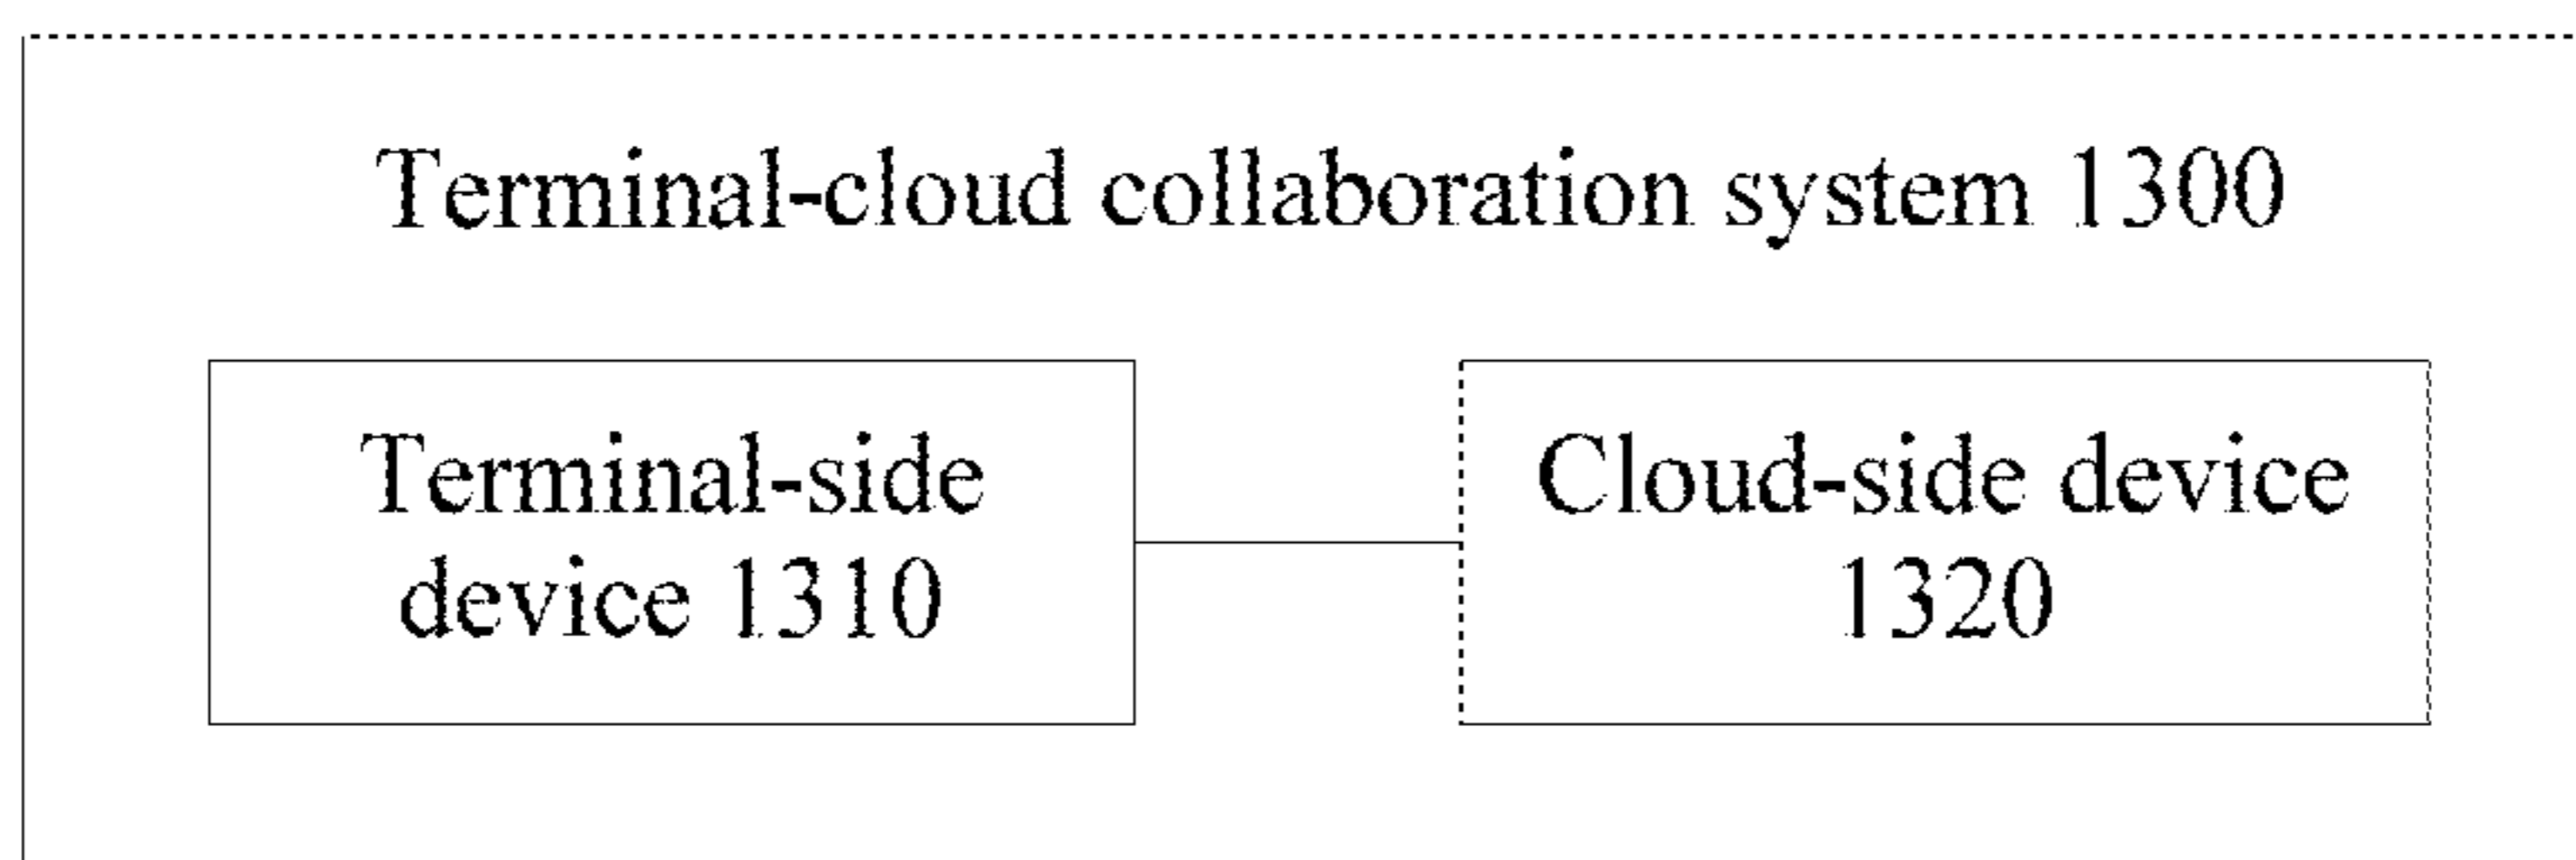 Terminal-cloud collaboration system 1300
Terminal-side
device 1310
Cloud-side device
1320